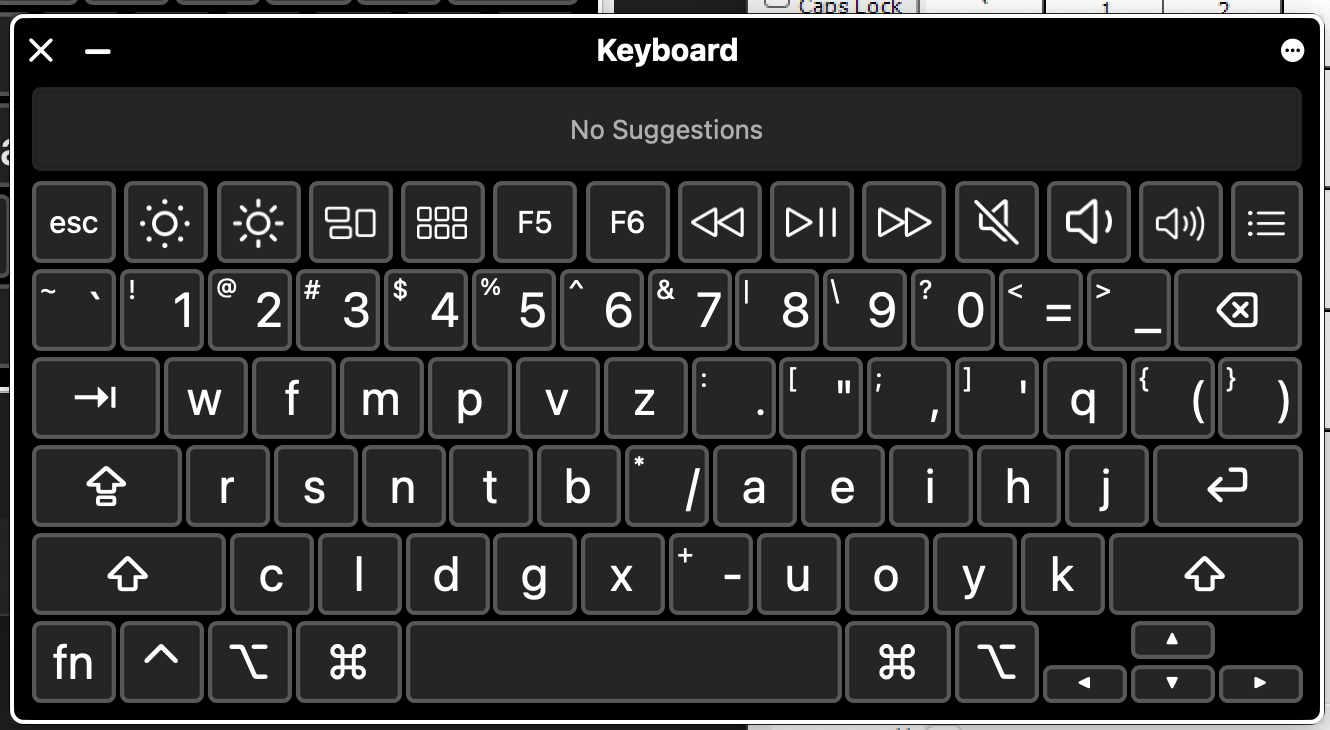 Caps Lock
1 2
Keyboard
No Suggestions
esc F5 F6
~ ` ! 1 @ 2 # 3 $ 4 % 5 ^ 6 & 7 | 8 \ 9 ? 0 < = > _
w f m p v z : . [ " ; , ] ' q { ( } )
r s n t b * / a e i h j
c l d g x + - u o y k
fn ⌃ ⌥ ⌘ ⌘ ⌥